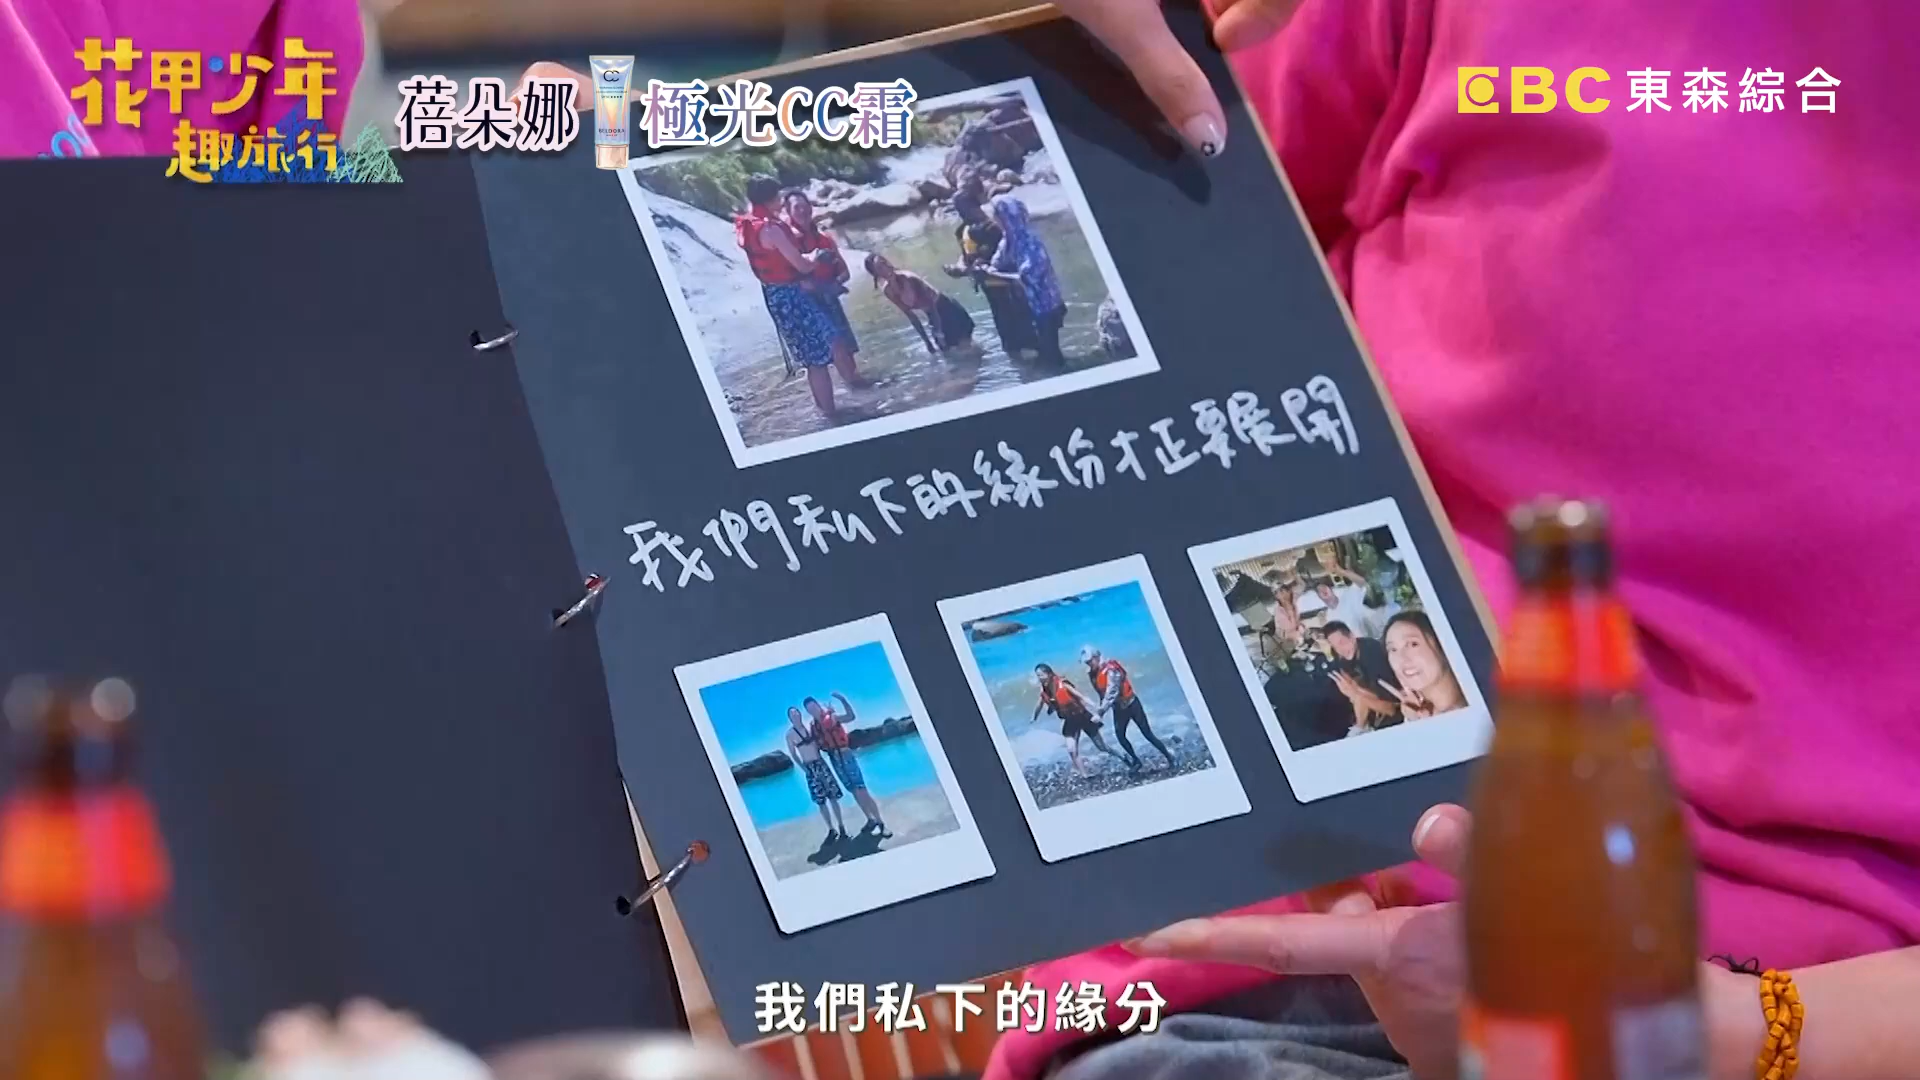 花甲少年
趣旅行
蓓朵娜 極光CC霜
EBC 東森綜合
我們私下的緣份才正要展開
我們私下的緣分